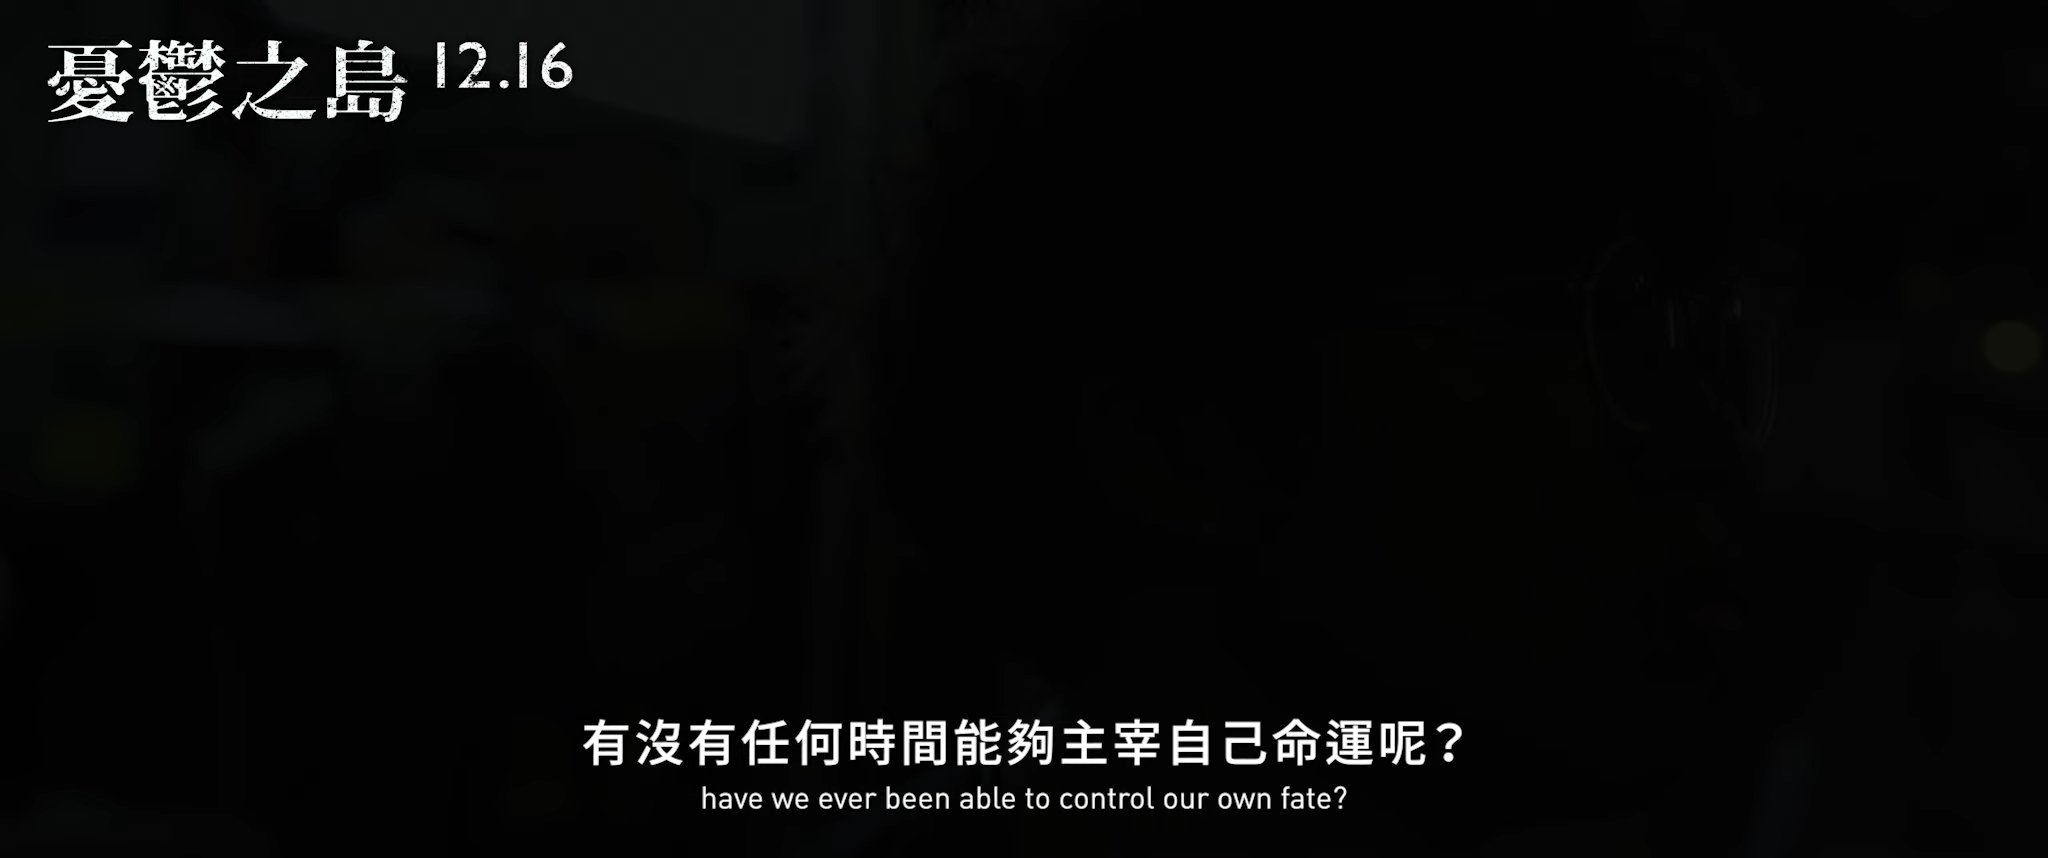 憂鬱之島 12.16
有沒有任何時間能夠主宰自己命運呢？
have we ever been able to control our own fate?